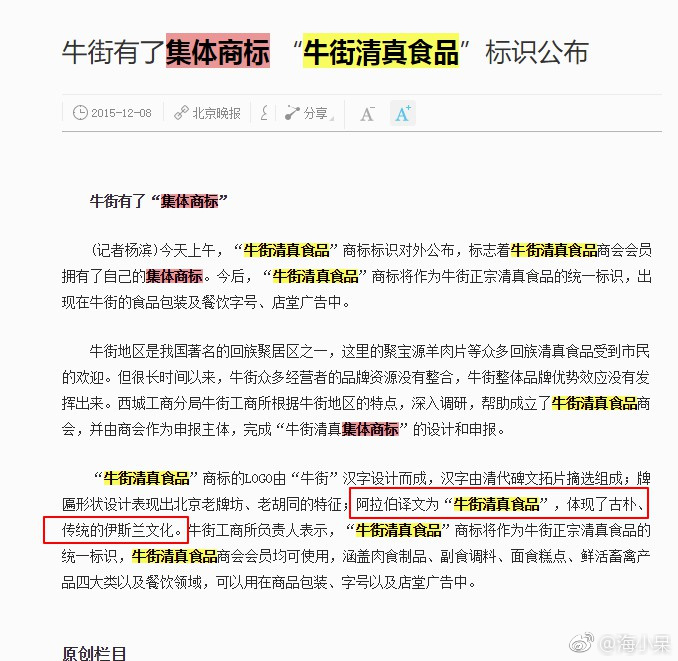 牛街有了集体商标 “牛街清真食品”标识公布
2015-12-08 北京晚报 分享 A- A+
牛街有了“集体商标”
(记者杨滨)今天上午，“牛街清真食品”商标标识对外公布，标志着牛街清真食品商会会员
拥有了自己的集体商标。今后，“牛街清真食品”商标将作为牛街正宗清真食品的统一标识，出
现在牛街的食品包装及餐饮字号、店堂广告中。
牛街地区是我国著名的回族聚居区之一，这里的聚宝源羊肉片等众多回族清真食品受到市民
的欢迎。但很长时间以来，牛街众多经营者的品牌资源没有整合，牛街整体品牌优势效应没有发
挥出来。西城工商分局牛街工商所根据牛街地区的特点，深入调研，帮助成立了牛街清真食品商
会，并由商会作为申报主体，完成“牛街清真集体商标”的设计和申报。
“牛街清真食品”商标的LOGO由“牛街”汉字设计而成，汉字由清代碑文拓片摘选组成；牌
匾形状设计表现出北京老牌坊、老胡同的特征；阿拉伯译文为“牛街清真食品”，体现了古朴、
传统的伊斯兰文化。牛街工商所负责人表示，“牛街清真食品”商标将作为牛街正宗清真食品的
统一标识，牛街清真食品商会会员均可使用，涵盖肉食制品、副食调料、面食糕点、鲜活畜禽产
品四大类以及餐饮领域，可以用在商品包装、字号以及店堂广告中。
原创栏目
@海小呆